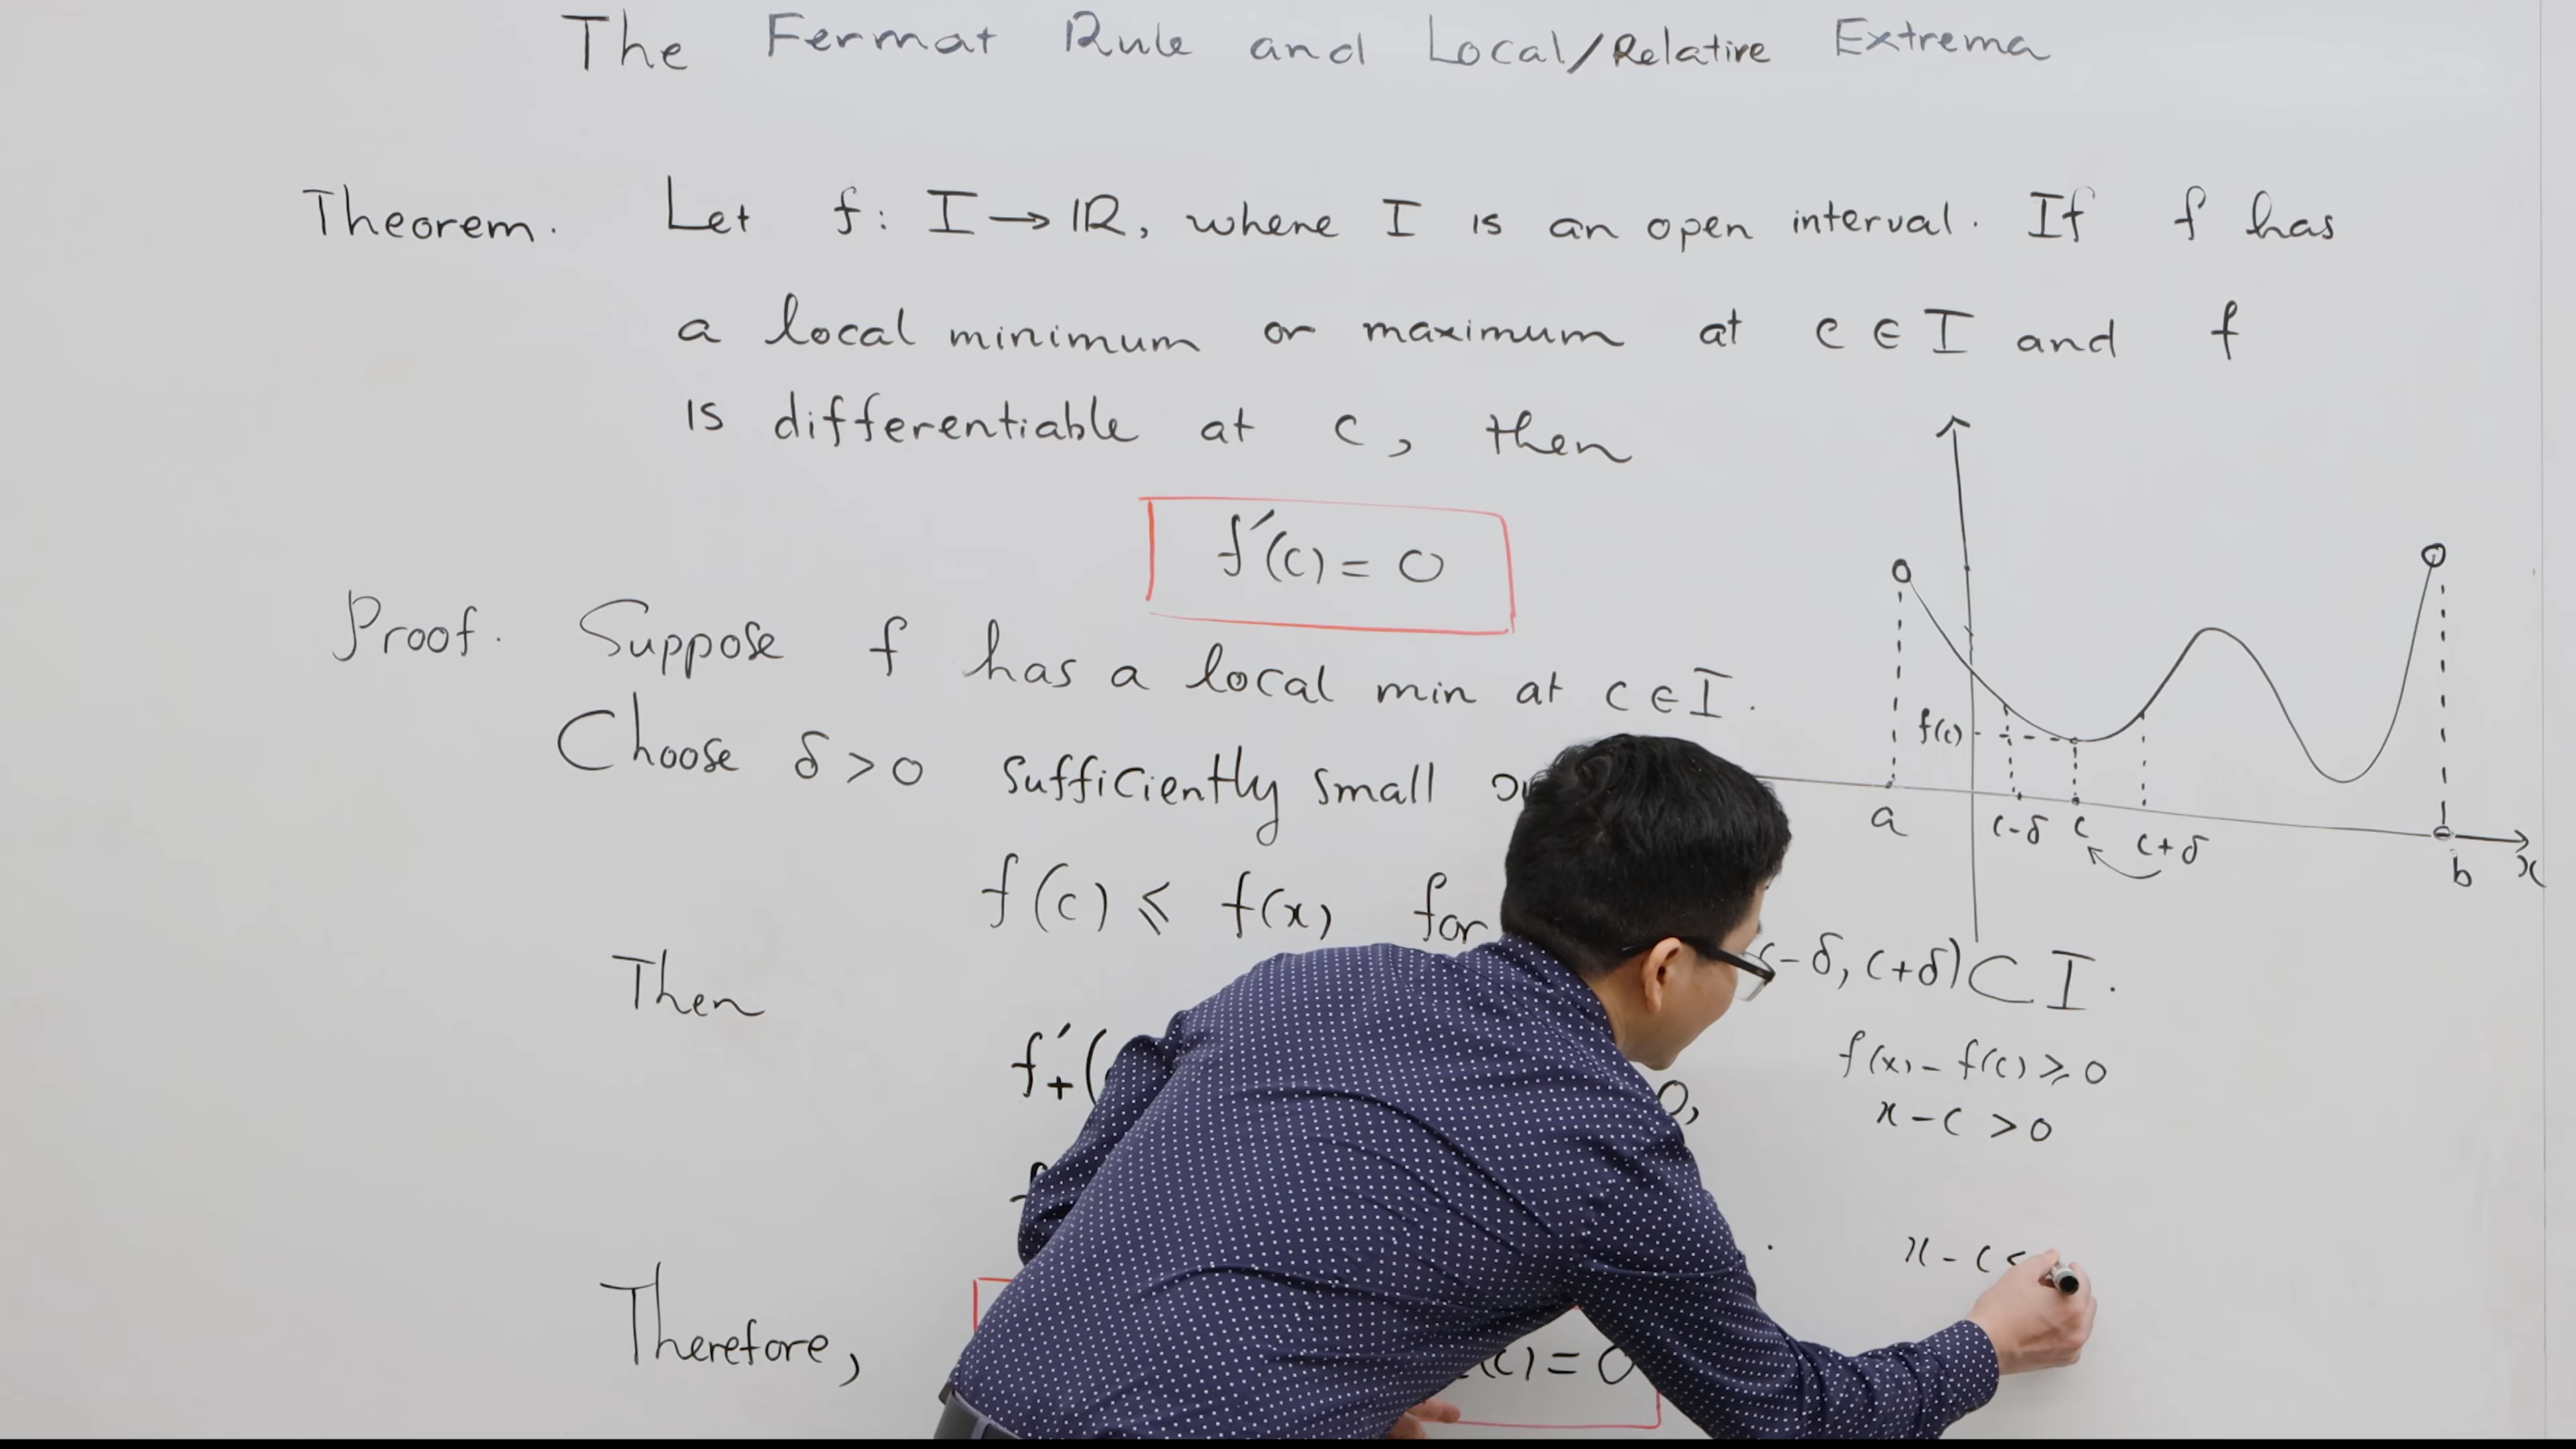 The Fermat Rule and Local/Relative Extrema
Theorem. Let f: I → ℝ, where I is an open interval. If f has
a local minimum or maximum at c ∈ I and f
is differentiable at c, then
f′(c) = 0
Proof. Suppose f has a local min at c ∈ I.
Choose δ > 0 sufficiently small
f(c) ≤ f(x) for c-δ, c+δ) ⊂ I.
Then
f′₊( 0,
f(x) - f(c) ≥ 0
x - c > 0
x - c <
Therefore, (c) = 0
f(c)
a c-δ c c+δ b x